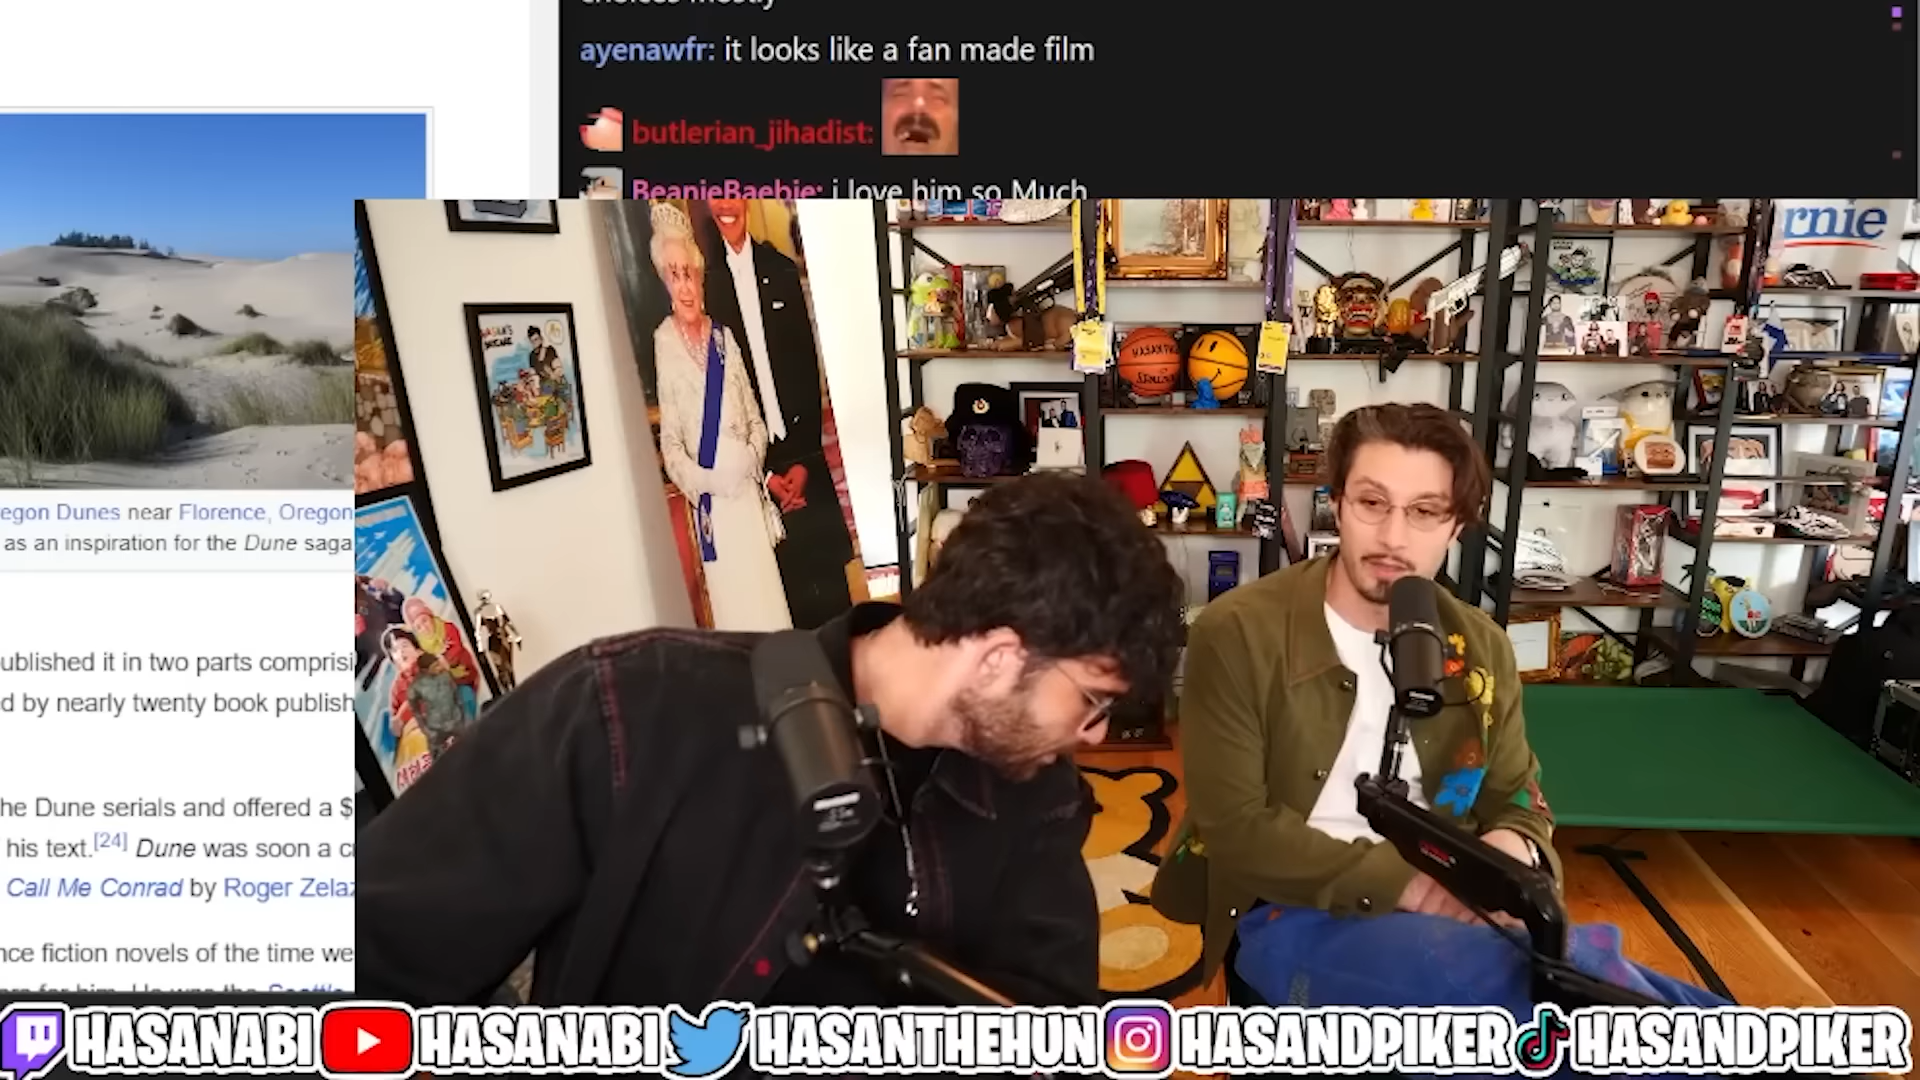 ayenawfr: it looks like a fan made film
butlerian_jihadist:
BeanieBaebie: i love him so Much
egon Dunes near Florence, Oregon
as an inspiration for the Dune saga
ublished it in two parts comprisi
d by nearly twenty book publish
he Dune serials and offered a $
his text.[24] Dune was soon a c
Call Me Conrad by Roger Zela
nce fiction novels of the time we
rnie
HASANABI HASANABI HASANTHEHUN HASANDPIKER HASANDPIKER